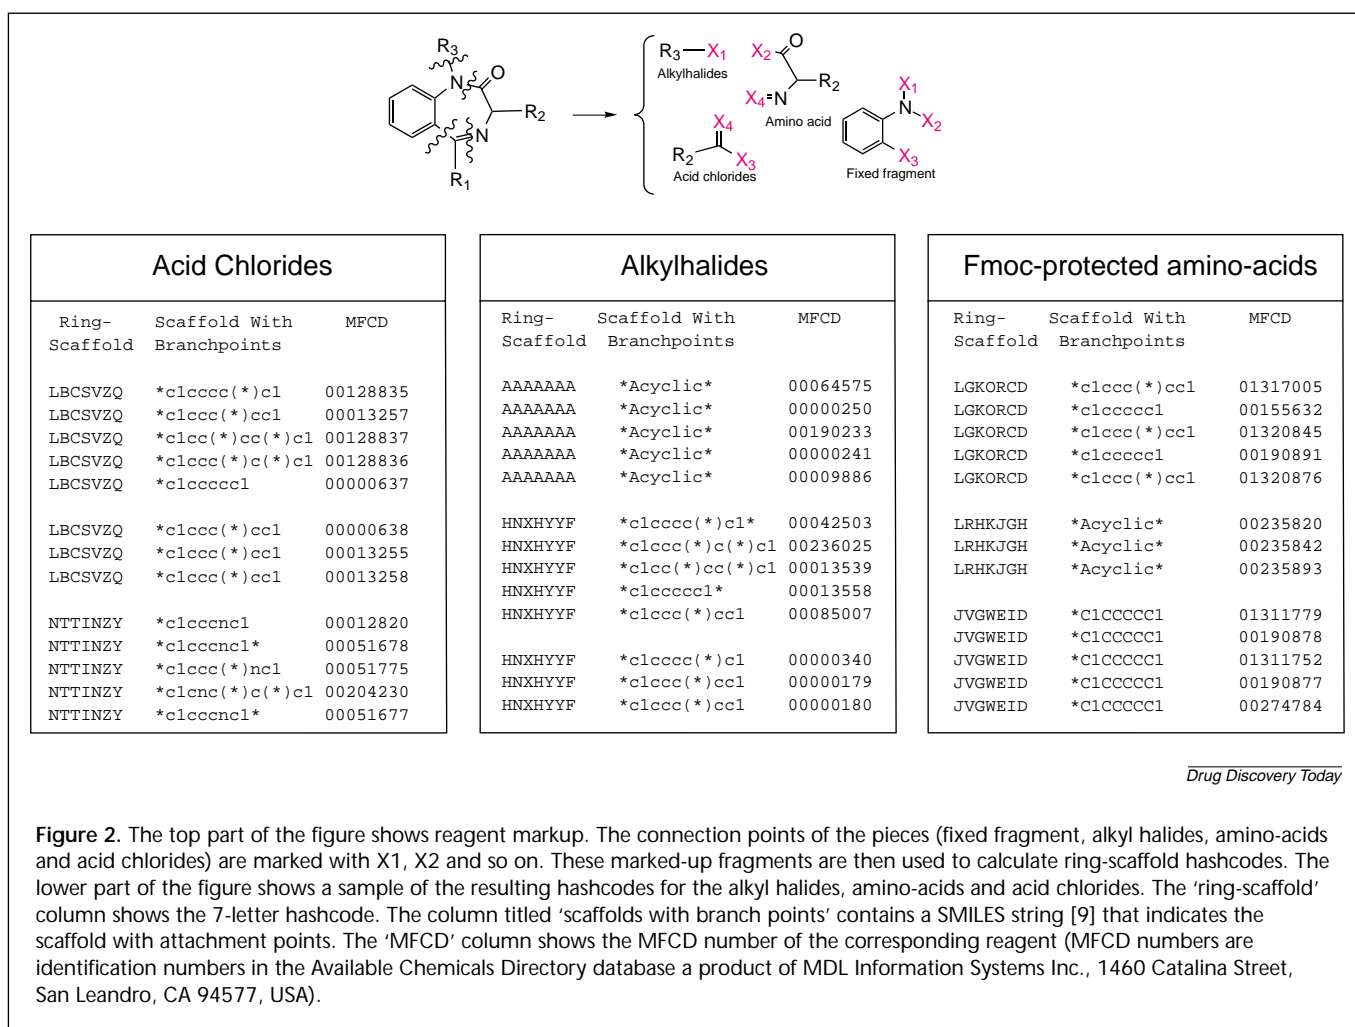 R3
N
O
R2
N
R1
R3—X1
Alkylhalides
X2
O
R2
X4=N
Amino acid
X4
R2
X3
Acid chlorides
X1
N
X2
X3
Fixed fragment
Acid Chlorides
Ring- Scaffold With MFCD
Scaffold Branchpoints
LBCSVZQ *c1cccc(*)c1 00128835
LBCSVZQ *c1ccc(*)cc1 00013257
LBCSVZQ *c1cc(*)cc(*)c1 00128837
LBCSVZQ *c1ccc(*)c(*)c1 00128836
LBCSVZQ *c1ccccc1 00000637
LBCSVZQ *c1ccc(*)cc1 00000638
LBCSVZQ *c1ccc(*)cc1 00013255
LBCSVZQ *c1ccc(*)cc1 00013258
NTTINZY *c1cccnc1 00012820
NTTINZY *c1cccnc1* 00051678
NTTINZY *c1ccc(*)nc1 00051775
NTTINZY *c1cnc(*)c(*)c1 00204230
NTTINZY *c1cccnc1* 00051677
Alkylhalides
Ring- Scaffold With MFCD
Scaffold Branchpoints
AAAAAAA *Acyclic* 00064575
AAAAAAA *Acyclic* 00000250
AAAAAAA *Acyclic* 00190233
AAAAAAA *Acyclic* 00000241
AAAAAAA *Acyclic* 00009886
HNXHYYF *c1cccc(*)c1* 00042503
HNXHYYF *c1ccc(*)c(*)c1 00236025
HNXHYYF *c1cc(*)cc(*)c1 00013539
HNXHYYF *c1ccccc1* 00013558
HNXHYYF *c1ccc(*)cc1 00085007
HNXHYYF *c1cccc(*)c1 00000340
HNXHYYF *c1ccc(*)cc1 00000179
HNXHYYF *c1ccc(*)cc1 00000180
Fmoc-protected amino-acids
Ring- Scaffold With MFCD
Scaffold Branchpoints
LGKORCD *c1ccc(*)cc1 01317005
LGKORCD *c1ccccc1 00155632
LGKORCD *c1ccc(*)cc1 01320845
LGKORCD *c1ccccc1 00190891
LGKORCD *c1ccc(*)cc1 01320876
LRHKJGH *Acyclic* 00235820
LRHKJGH *Acyclic* 00235842
LRHKJGH *Acyclic* 00235893
JVGWEID *C1CCCCC1 01311779
JVGWEID *C1CCCCC1 00190878
JVGWEID *C1CCCCC1 01311752
JVGWEID *C1CCCCC1 00190877
JVGWEID *C1CCCCC1 00274784
Drug Discovery Today
Figure 2. The top part of the figure shows reagent markup. The connection points of the pieces (fixed fragment, alkyl halides, amino-acids
and acid chlorides) are marked with X1, X2 and so on. These marked-up fragments are then used to calculate ring-scaffold hashcodes. The
lower part of the figure shows a sample of the resulting hashcodes for the alkyl halides, amino-acids and acid chlorides. The ‘ring-scaffold’
column shows the 7-letter hashcode. The column titled ‘scaffolds with branch points’ contains a SMILES string [9] that indicates the
scaffold with attachment points. The ‘MFCD’ column shows the MFCD number of the corresponding reagent (MFCD numbers are
identification numbers in the Available Chemicals Directory database a product of MDL Information Systems Inc., 1460 Catalina Street,
San Leandro, CA 94577, USA).